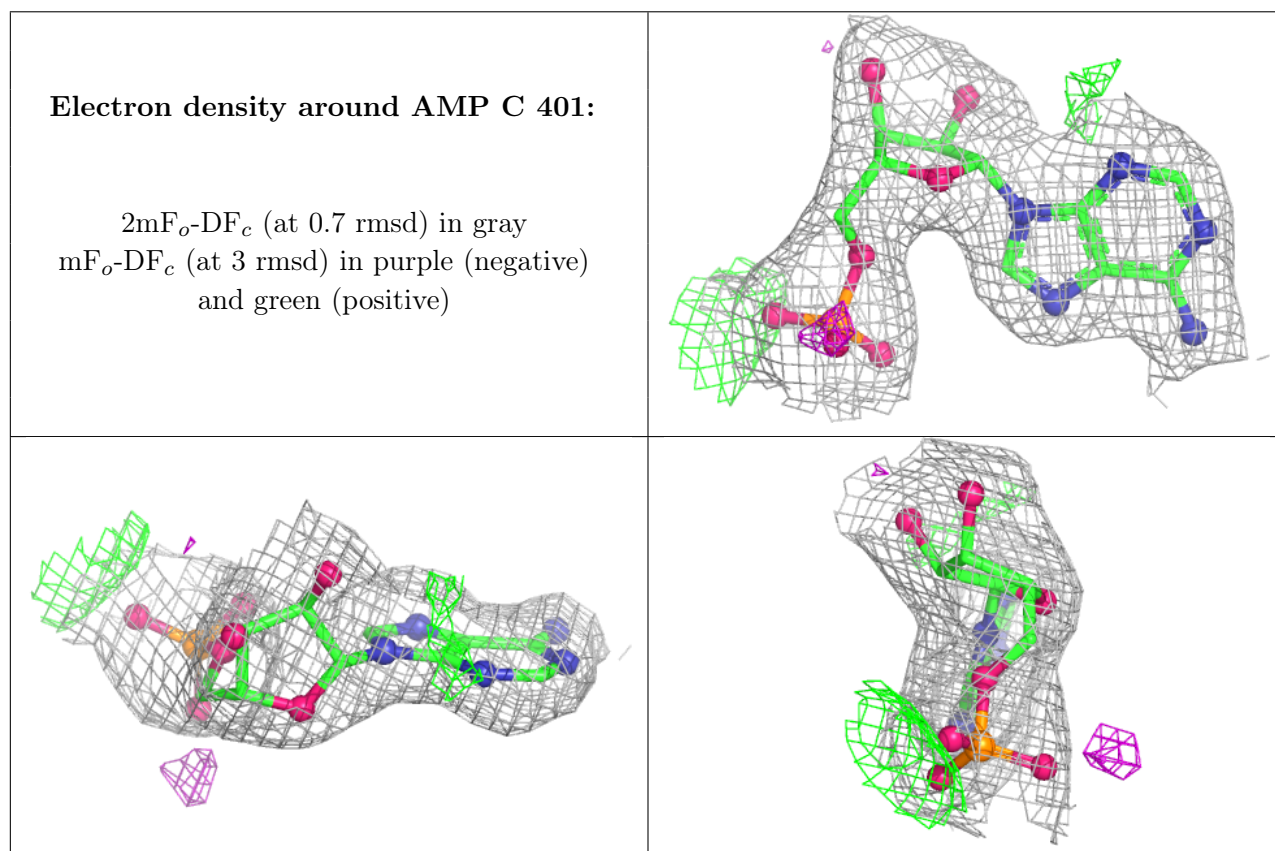 Electron density around AMP C 401:
2mFo-DFc (at 0.7 rmsd) in gray
mFo-DFc (at 3 rmsd) in purple (negative)
and green (positive)